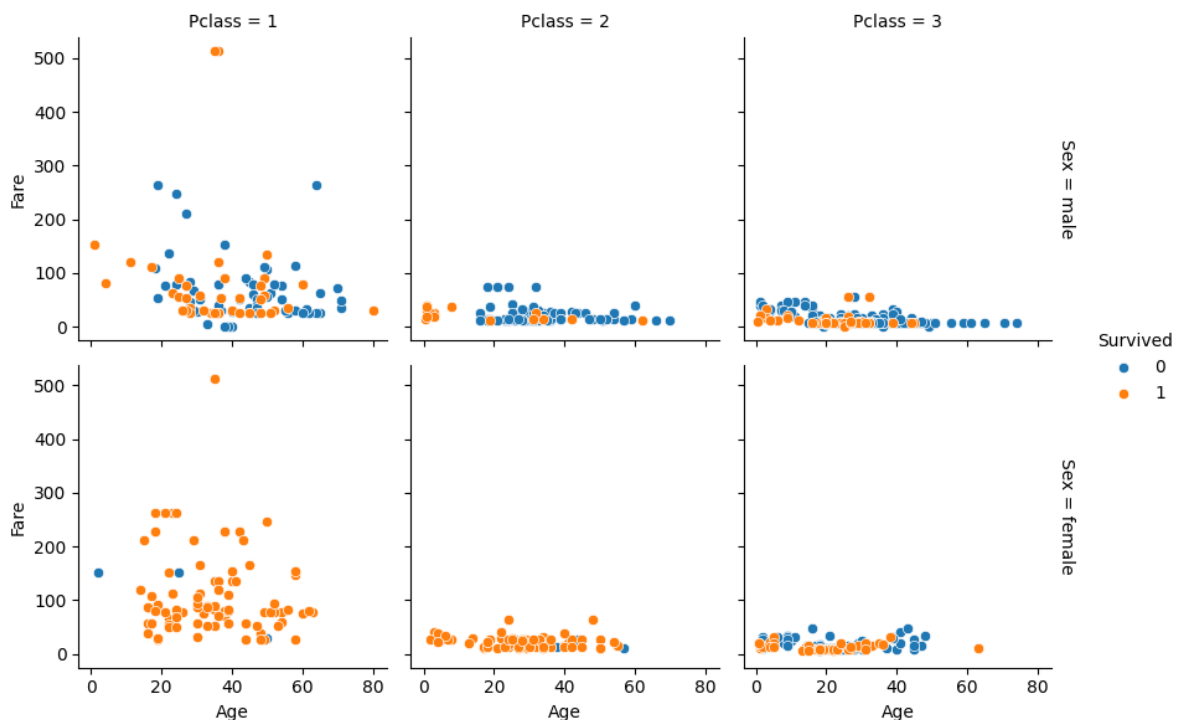 Pclass = 1
Pclass = 2
Pclass = 3
500
400
300
200
100
0
Fare
Sex = male
Survived
0
1
500
400
300
200
100
0
Fare
Sex = female
0 20 40 60 80
0 20 40 60 80
0 20 40 60 80
Age
Age
Age